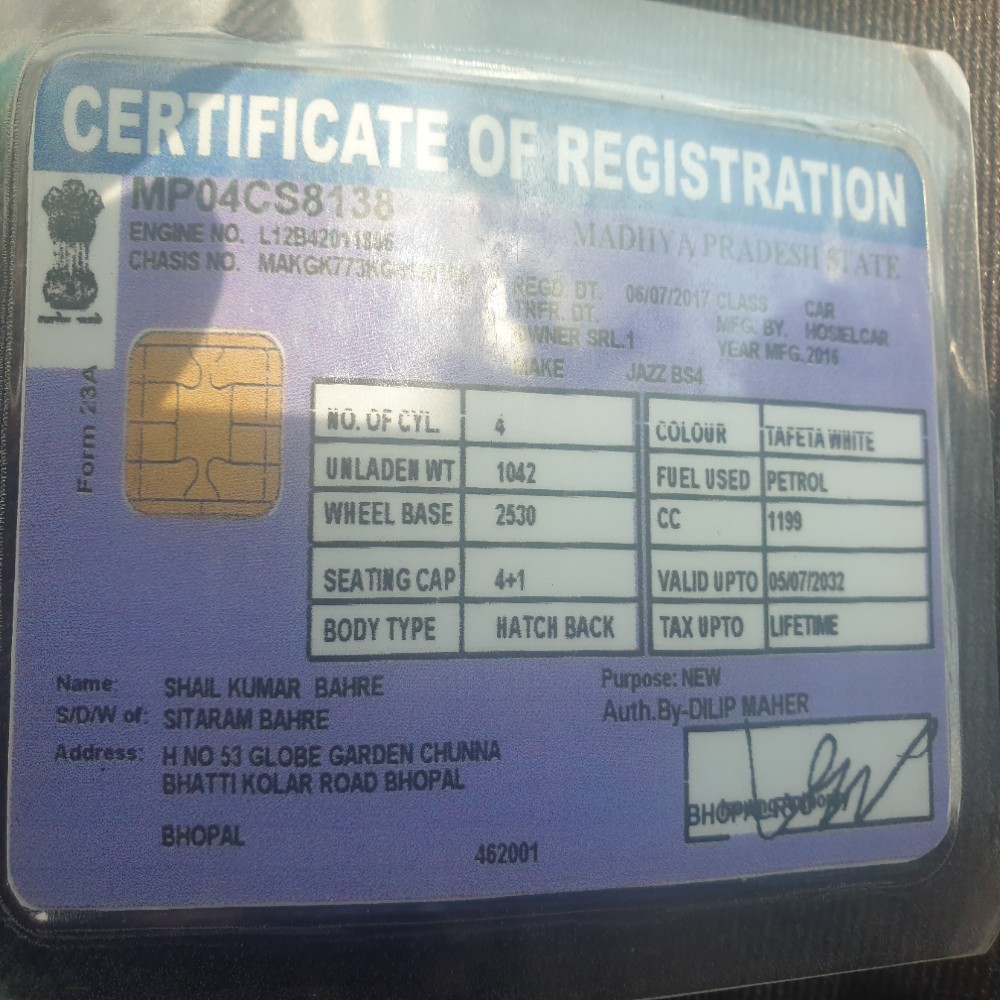 CERTIFICATE OF REGISTRATION
MP04CS8138
MADHYA PRADESH STATE
ENGINE NO.
CHASIS NO.
REGD. DT. 06/07/2017 CLASS CAR
TRFR. DT. MFG. BY. HOSIELCAR
OWNER SRL.1 YEAR MFG.2016
MAKE JAZZ BS4
Form 23A
NO. OF CYL. 4 COLOUR TAFETA WHITE
UNLADEN WT 1042 FUEL USED PETROL
WHEEL BASE 2530 CC 1199
SEATING CAP 4+1 VALID UPTO 05/07/2032
BODY TYPE HATCH BACK TAX UPTO LIFETIME
Name: SHAIL KUMAR BAHRE Purpose: NEW
S/D/W of: SITARAM BAHRE Auth.By-DILIP MAHER
Address: H NO 53 GLOBE GARDEN CHUNNA
BHATTI KOLAR ROAD BHOPAL
BHOPAL
462001